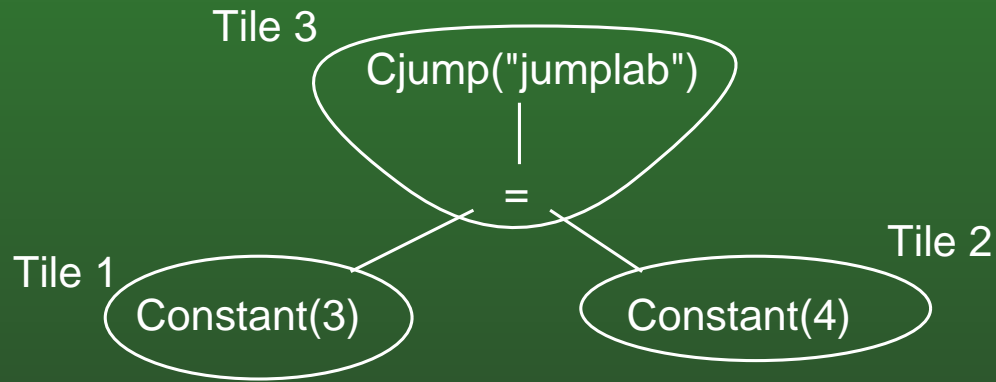 Tile 3
Cjump("jumplab")
=
Tile 1
Tile 2
Constant(3)
Constant(4)